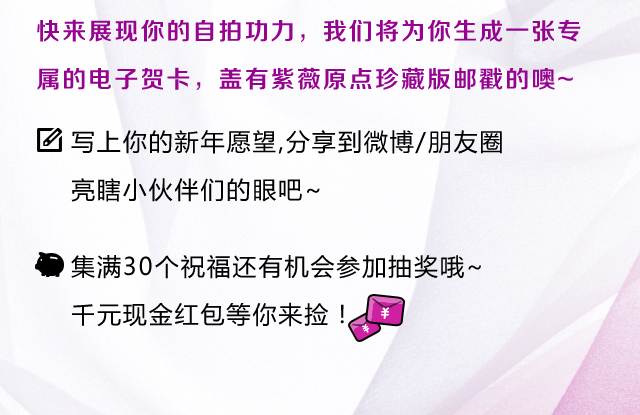 快来展现你的自拍功力，我们将为你生成一张专
属的电子贺卡，盖有紫薇原点珍藏版邮戳的噢~
写上你的新年愿望,分享到微博/朋友圈
亮瞎小伙伴们的眼吧~
集满30个祝福还有机会参加抽奖哦~
千元现金红包等你来捡！
¥
¥